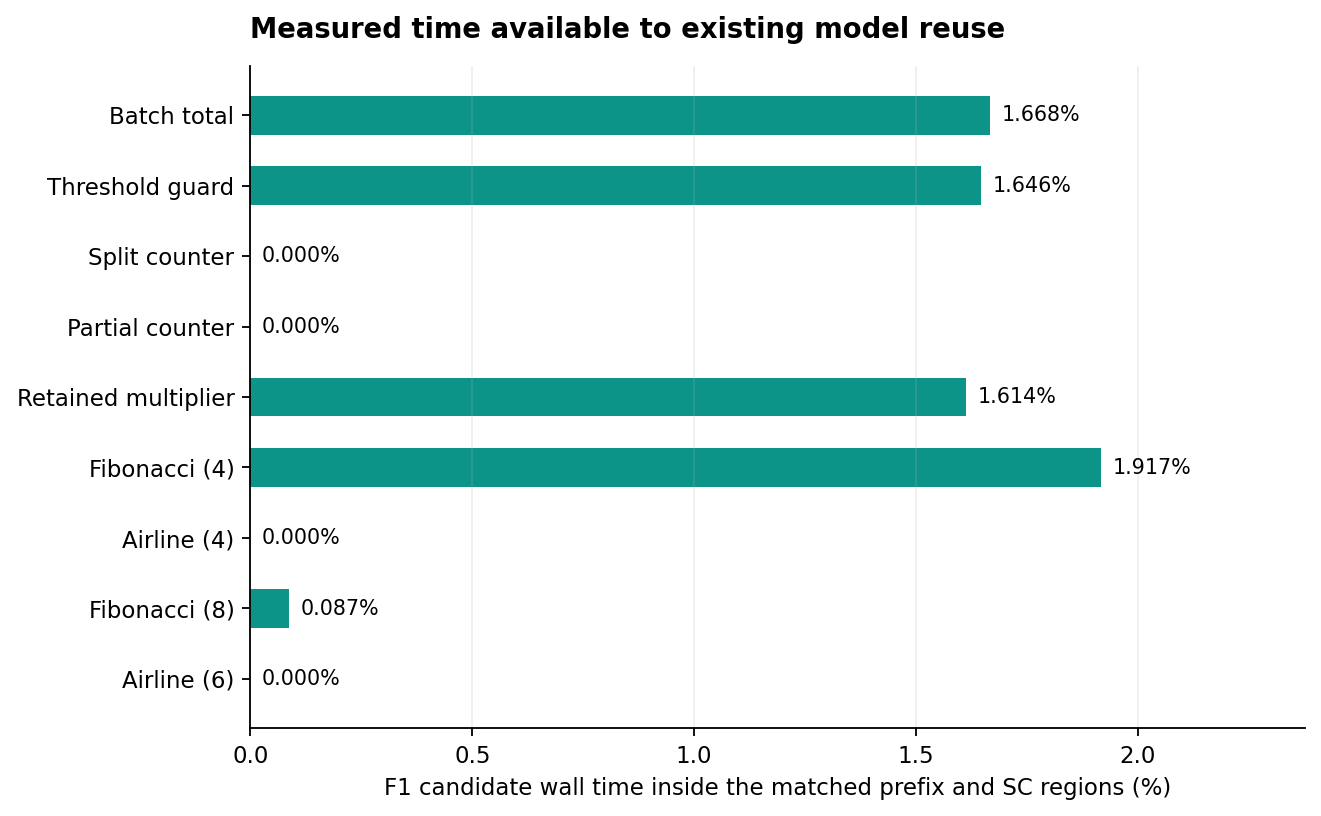 Measured time available to existing model reuse
Batch total 1.668%
Threshold guard 1.646%
Split counter 0.000%
Partial counter 0.000%
Retained multiplier 1.614%
Fibonacci (4) 1.917%
Airline (4) 0.000%
Fibonacci (8) 0.087%
Airline (6) 0.000%
0.0 0.5 1.0 1.5 2.0
F1 candidate wall time inside the matched prefix and SC regions (%)